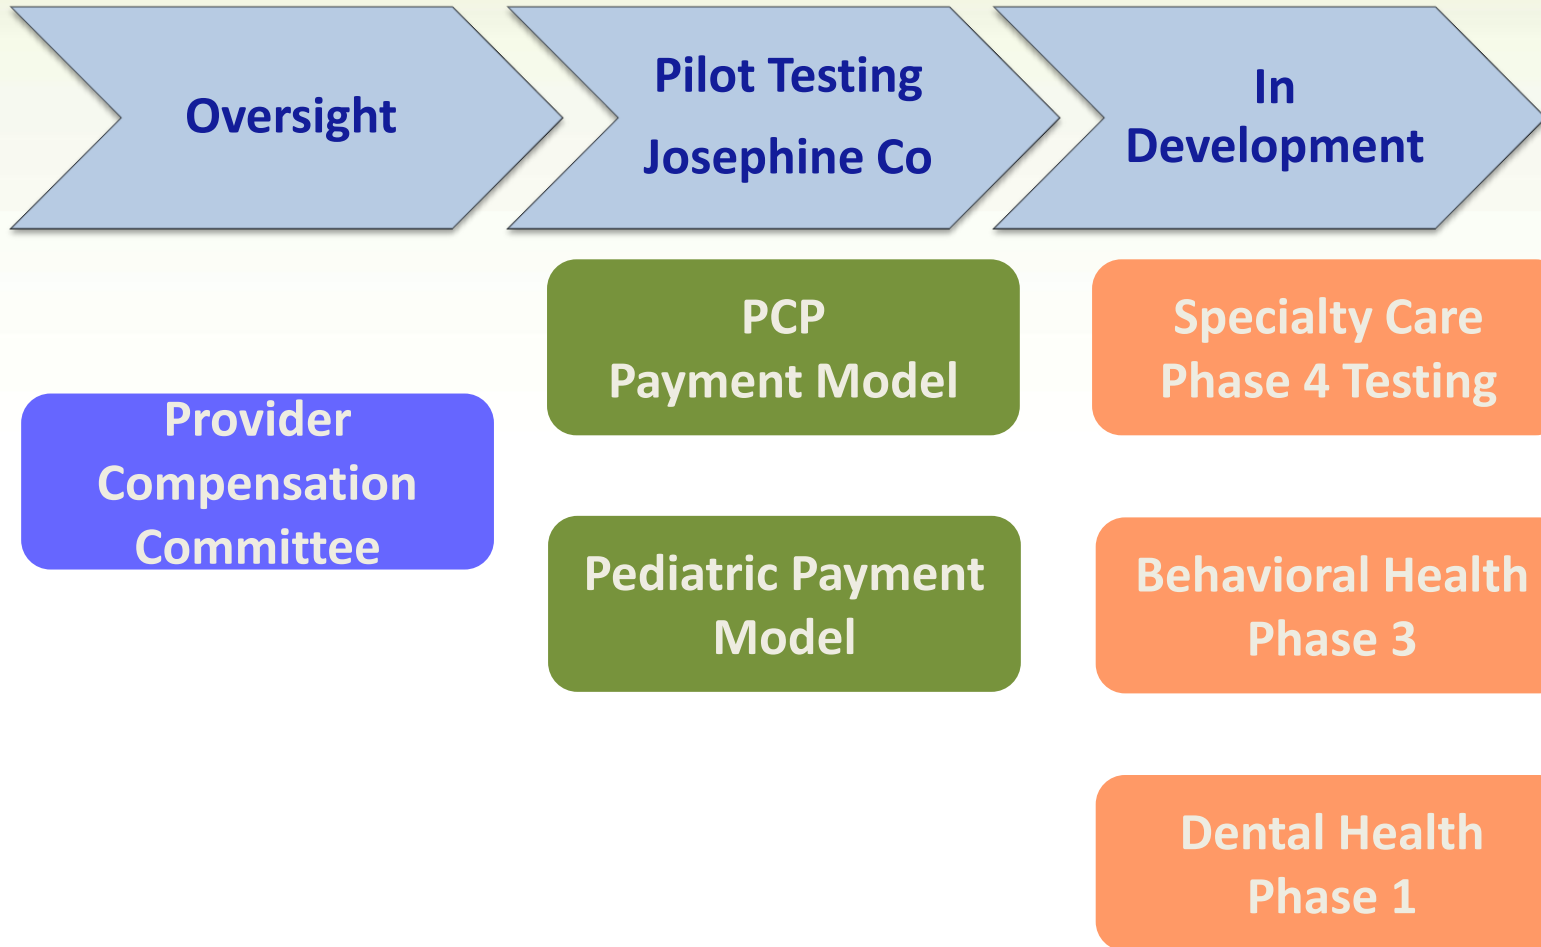 Oversight
Pilot Testing
Josephine Co
In
Development
Provider
Compensation
Committee
PCP
Payment Model
Pediatric Payment
Model
Specialty Care
Phase 4 Testing
Behavioral Health
Phase 3
Dental Health
Phase 1